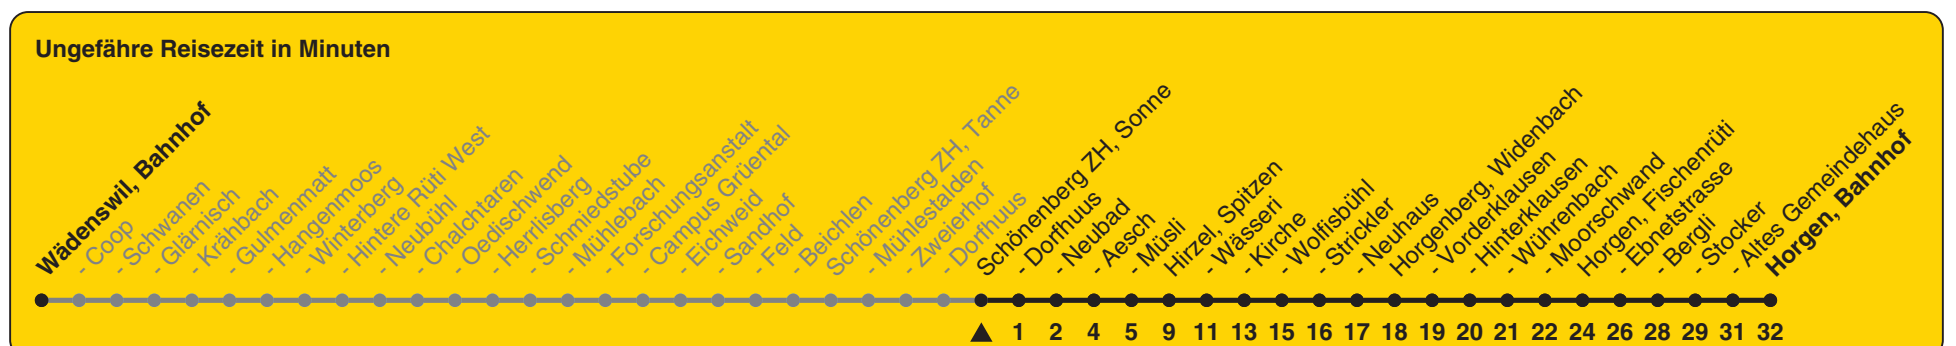 Ungefähre Reisezeit in Minuten
Wädenswil, Bahnhof
- Coop
- Schwanen
- Glärnisch
- Krähbach
- Gulmenmatt
- Hangenmoos
- Winterberg
- Hintere Rüti West
- Neubühl
- Chalchtaren
- Oedischwend
- Herrlisberg
- Schmiedstube
- Mühlebach
- Forschungsanstalt
- Campus Grüental
- Eichweid
- Sandhof
- Feld
- Beichlen
Schönenberg ZH, Tanne
- Mühlestalden
- Zweierhof
- Dorfhuus
Schönenberg ZH, Sonne
- Dorfhuus
- Neubad
- Aesch
- Müsli
Hirzel, Spitzen
- Wässeri
- Kirche
- Wolfisbühl
- Strickler
- Neuhaus
Horgenberg, Widenbach
- Vorderklausen
- Hinterklausen
- Wührenbach
- Moorschwand
Horgen, Fischenrüti
- Ebnetstrasse
- Bergli
- Stocker
- Altes Gemeindehaus
Horgen, Bahnhof
1 2 4 5 9 11 13 15 16 17 18 19 20 21 22 24 26 28 29 31 32